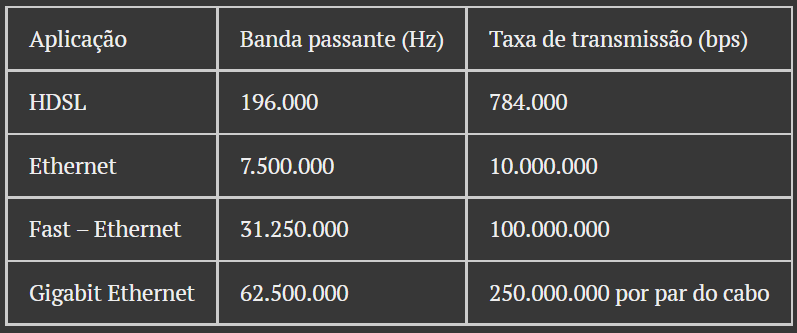 Aplicação Banda passante (Hz) Taxa de transmissão (bps)
HDSL 196.000 784.000
Ethernet 7.500.000 10.000.000
Fast – Ethernet 31.250.000 100.000.000
Gigabit Ethernet 62.500.000 250.000.000 por par do cabo